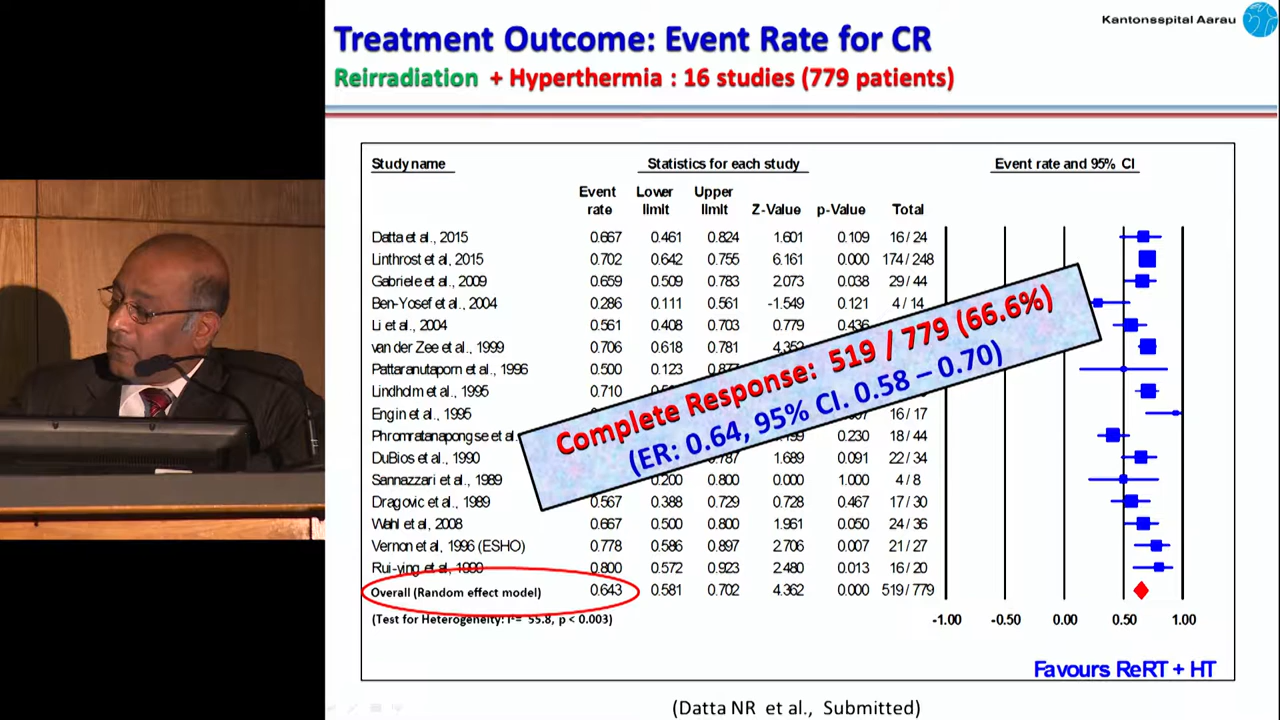 Kantonsspital Aarau
Treatment Outcome: Event Rate for CR
Reirradiation + Hyperthermia : 16 studies (779 patients)
Study name Statistics for each study Event rate and 95% CI
Event Lower Upper
rate limit limit Z-Value p-Value Total
Datta et al., 2015 0.667 0.461 0.824 1.601 0.109 16 / 24
Linthrost et al, 2015 0.702 0.642 0.755 6.161 0.000 174 / 248
Gabriele et al., 2009 0.659 0.509 0.783 2.073 0.038 29 / 44
Ben-Yosef et al., 2004 0.286 0.111 0.561 -1.549 0.121 4 / 14
Li et al., 2004 0.561 0.408 0.703 0.779
van der Zee et al., 1999 0.706 0.618 0.781
Pattaranutaporn et al., 1996 0.500 0.123
Lindholm et al., 1995 0.710
Engin et al., 1995 16 / 17
Phromratanapongse et al. 0.230 18 / 44
DuBios et al., 1990 1.689 0.091 22 / 34
Sannazzari et al., 1989 0.200 0.800 0.000 1.000 4 / 8
Dragovic et al., 1989 0.567 0.388 0.729 0.728 0.467 17 / 30
Wahl et al., 2008 0.667 0.500 0.800 1.961 0.050 24 / 36
Vernon et al., 1996 (ESHO) 0.778 0.586 0.897 2.706 0.007 21 / 27
Rui-ying et al, 1990 0.800 0.572 0.923 2.480 0.013 16 / 20
Overall (Random effect model) 0.643 0.581 0.702 4.362 0.000 519 / 779
(Test for Heterogeneity: I²= 55.8, p < 0.003)
-1.00 -0.50 0.00 0.50 1.00
Complete Response: 519 / 779 (66.6%)
(ER: 0.64, 95% CI. 0.58 – 0.70)
Favours ReRT + HT
(Datta NR et al., Submitted)